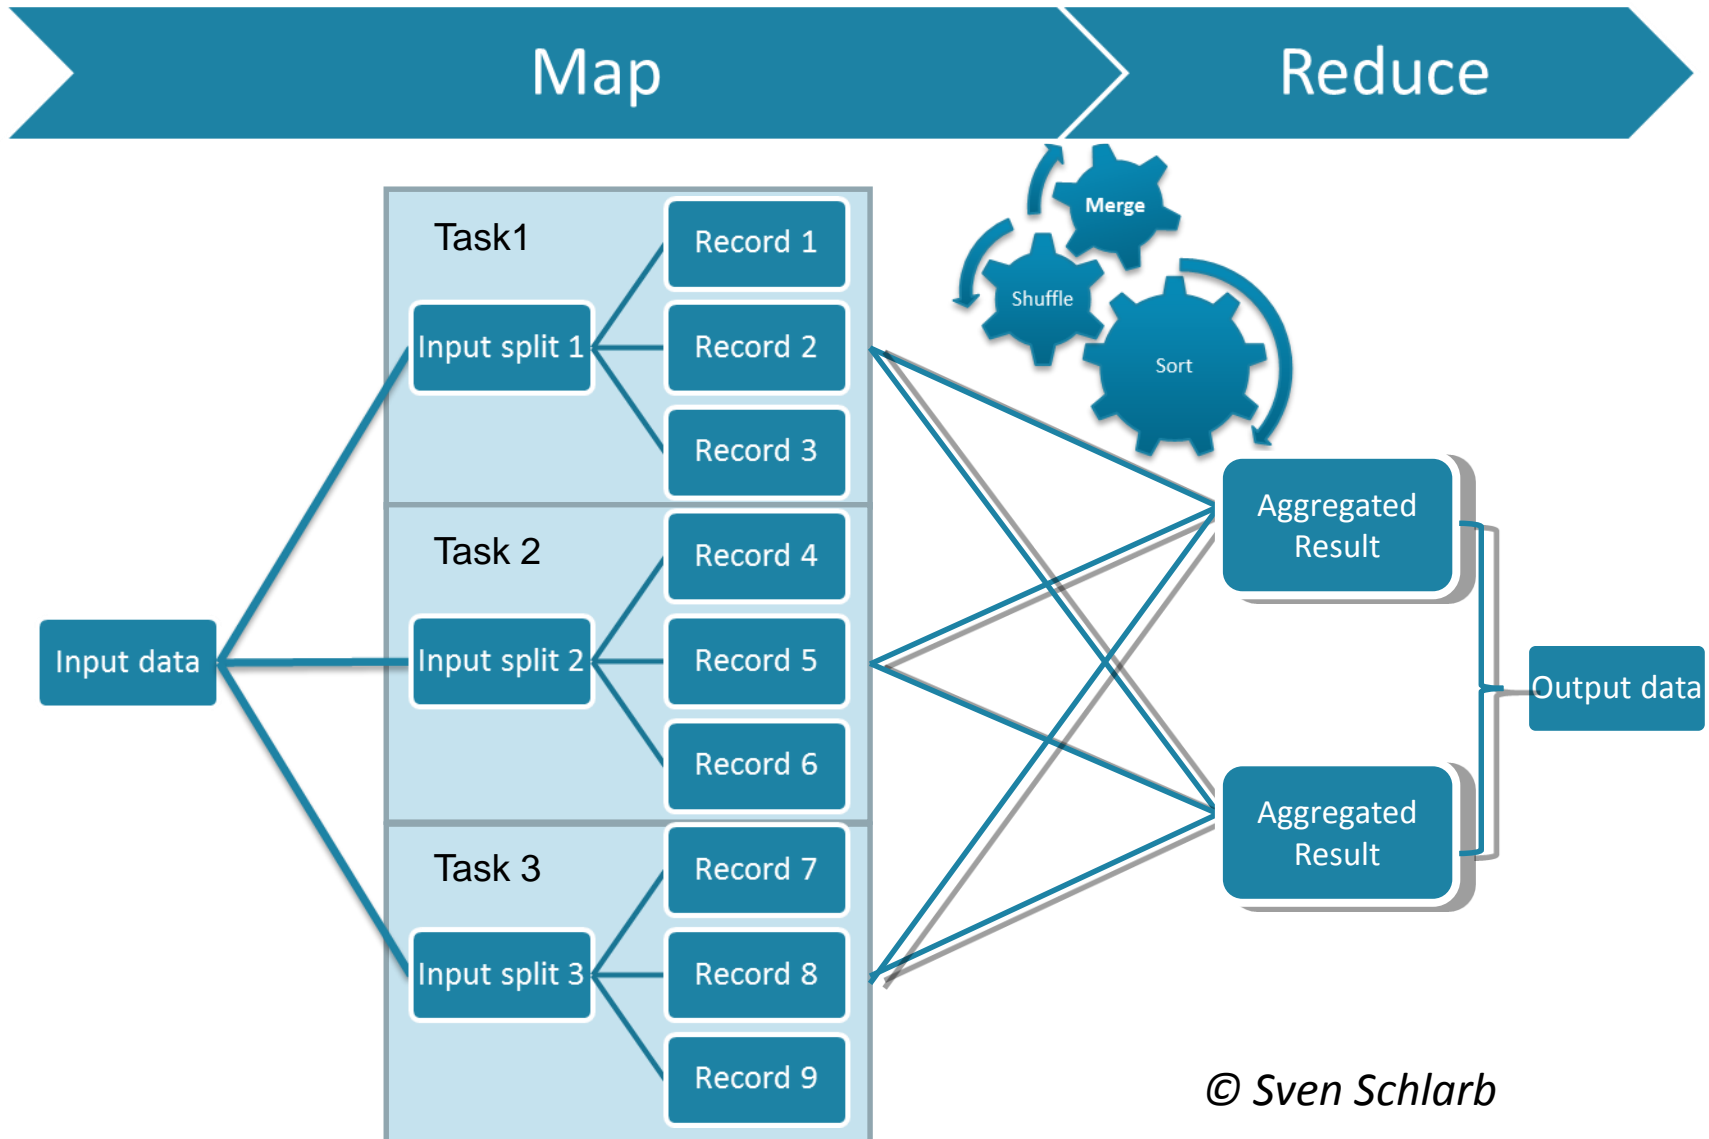 Map
Reduce
Merge
Shuffle
Sort
Task1
Record 1
Input split 1
Record 2
Record 3
Task 2
Record 4
Input split 2
Record 5
Record 6
Task 3
Record 7
Input split 3
Record 8
Record 9
Input data
Aggregated
Result
Aggregated
Result
Output data
© Sven Schlarb